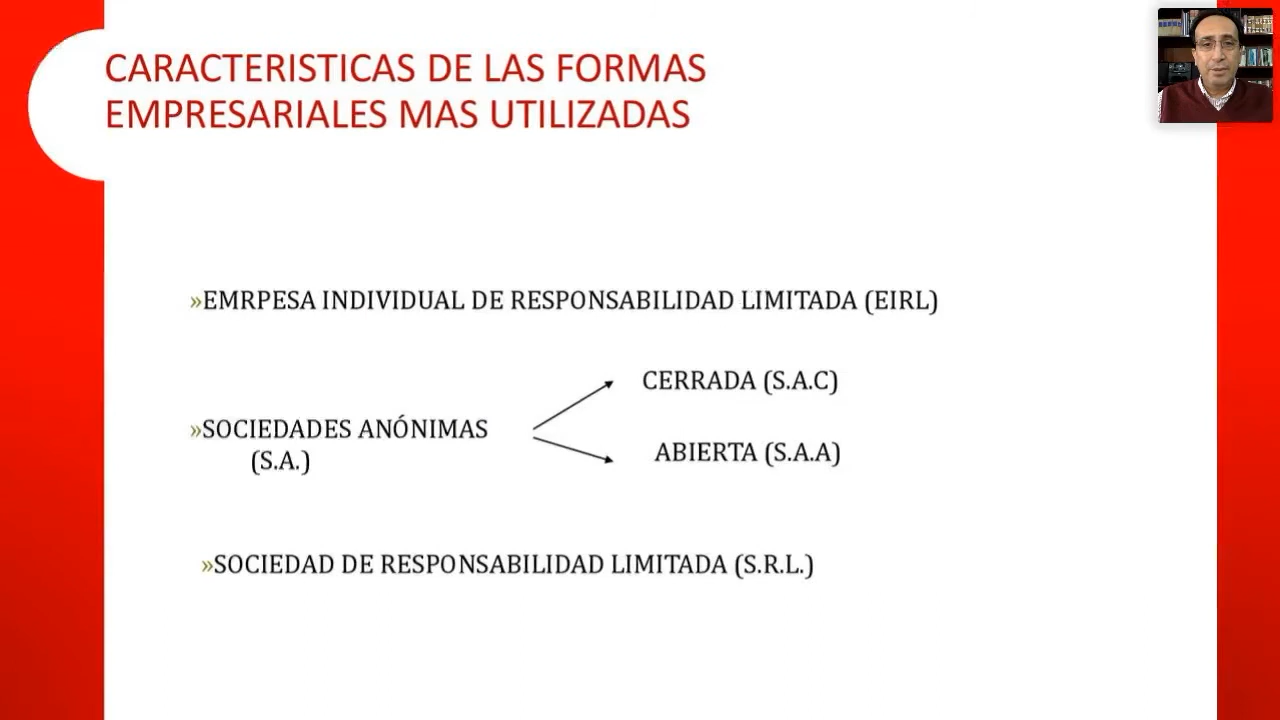 CARACTERISTICAS DE LAS FORMAS
EMPRESARIALES MAS UTILIZADAS
»EMRPESA INDIVIDUAL DE RESPONSABILIDAD LIMITADA (EIRL)
CERRADA (S.A.C)
»SOCIEDADES ANÓNIMAS
(S.A.)
ABIERTA (S.A.A)
»SOCIEDAD DE RESPONSABILIDAD LIMITADA (S.R.L.)